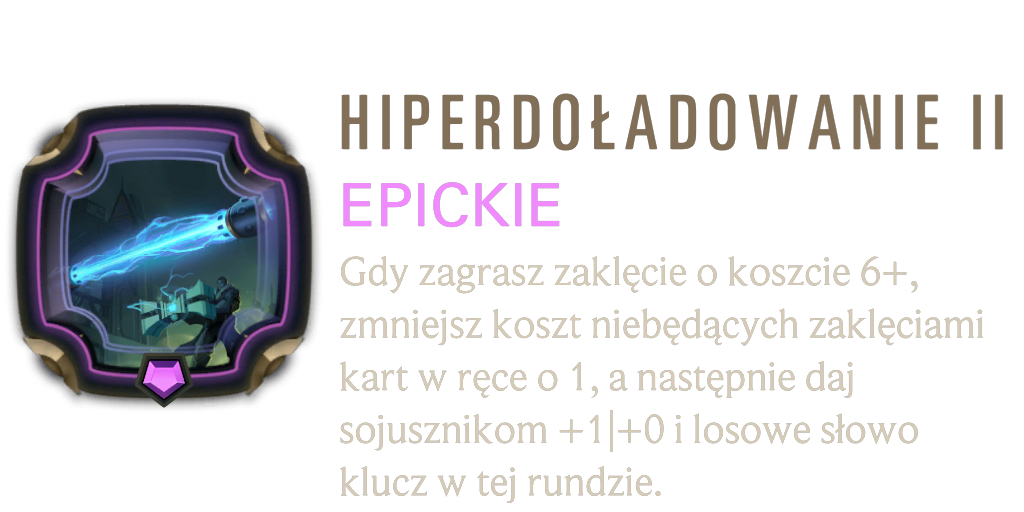 HIPERDOŁADOWANIE II
EPICKIE
Gdy zagrasz zaklęcie o koszcie 6+,
zmniejsz koszt niebędących zaklęciami
kart w ręce o 1, a następnie daj
sojusznikom +1|+0 i losowe słowo
klucz w tej rundzie.